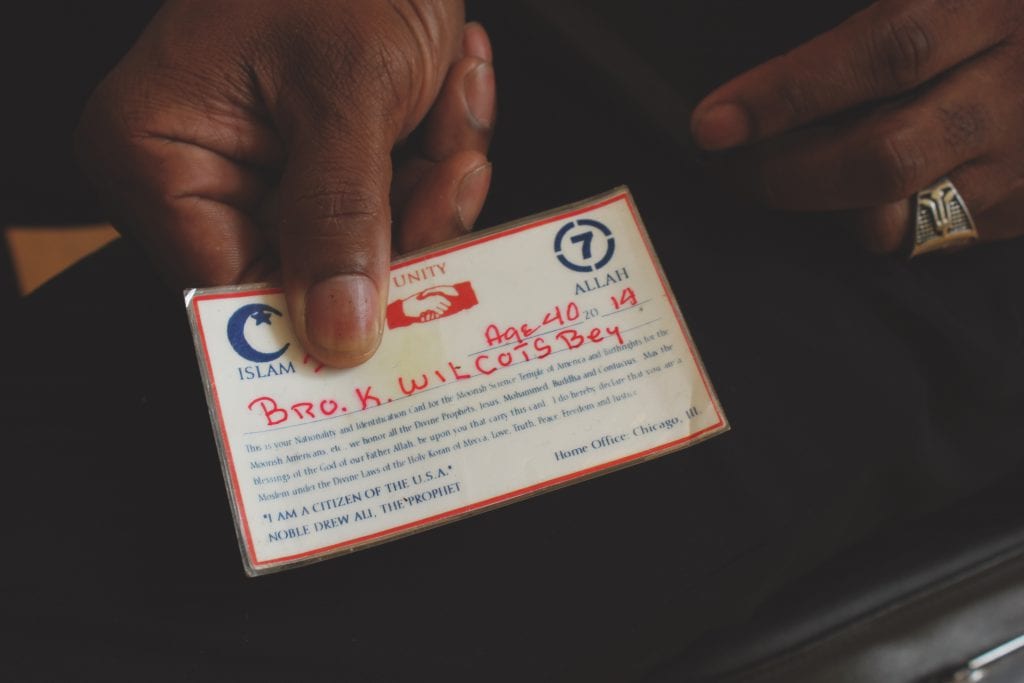 UNITY
7
ISLAM
ALLAH
Age 40 20 14
BRO. K. WILCOTS Bey
This is your Nationality and Identification Card for the Moorish Science Temple of America and Birthrights for the
Moorish Americans, etc., we honor all the Divine Prophets, Jesus, Mohammed, Buddha and Confucius. May the
blessings of the God of our Father Allah, be upon you that carry this card. I do hereby declare that you are a
Moslem under the Divine Laws of the Holy Koran of Mecca, Love, Truth, Peace, Freedom and Justice
"I AM A CITIZEN OF THE U.S.A."
NOBLE DREW ALI, THE PROPHET
Home Office: Chicago, Ill.